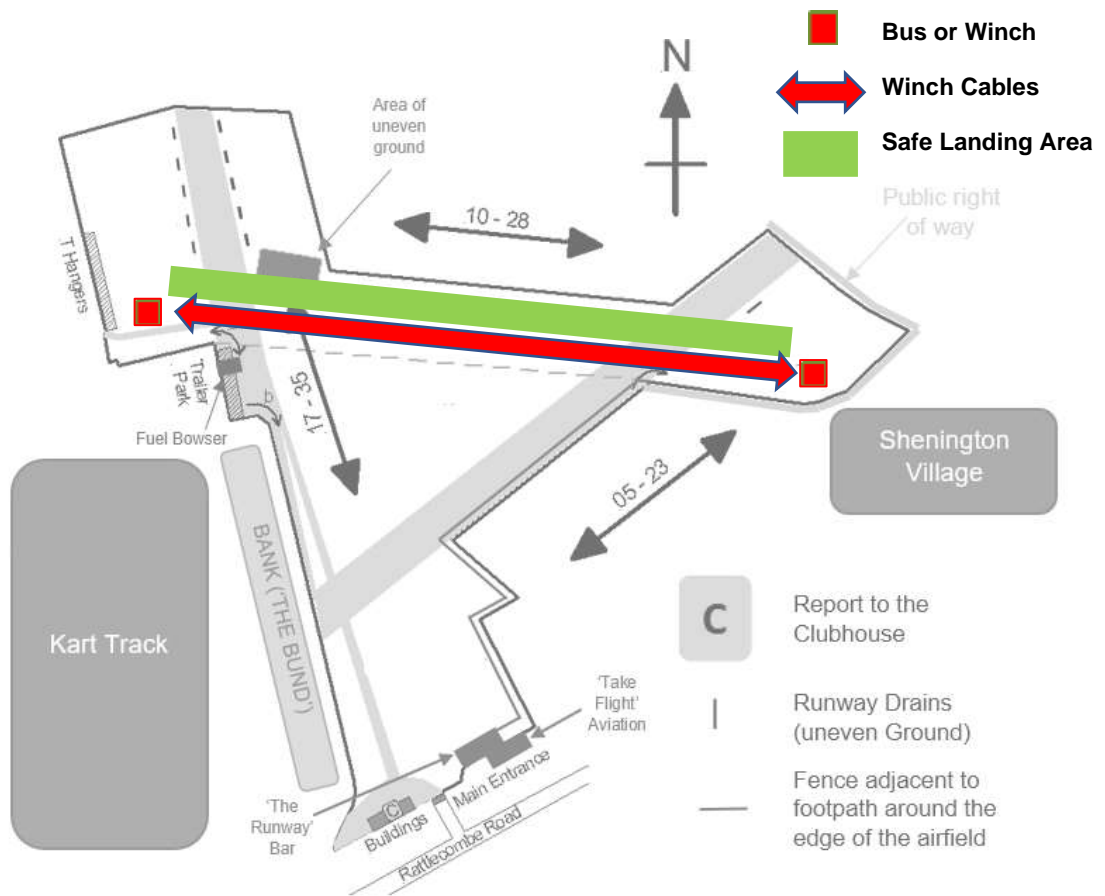 Bus or Winch
N
Winch Cables
Area of
uneven
ground
Safe Landing Area
Public right
of way
10 - 28
T Hangers
Trailer
Park
17 - 35
Fuel Bowser
Shenington
Village
05 - 23
BANK ('THE BUND')
Kart Track
C
Report to the
Clubhouse
'Take
Flight'
Aviation
Runway Drains
(uneven Ground)
Main Entrance
'The
Runway'
Bar
C
Buildings
Rattlecombe Road
Fence adjacent to
footpath around the
edge of the airfield